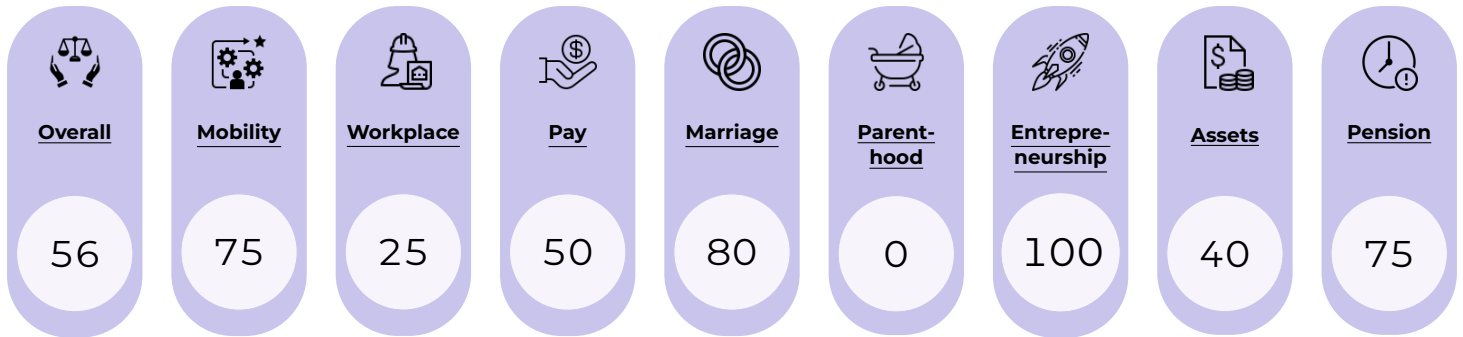 Overall
56
Mobility
75
Workplace
25
Pay
50
Marriage
80
Parent-
hood
0
Entrepre-
neurship
100
Assets
40
Pension
75